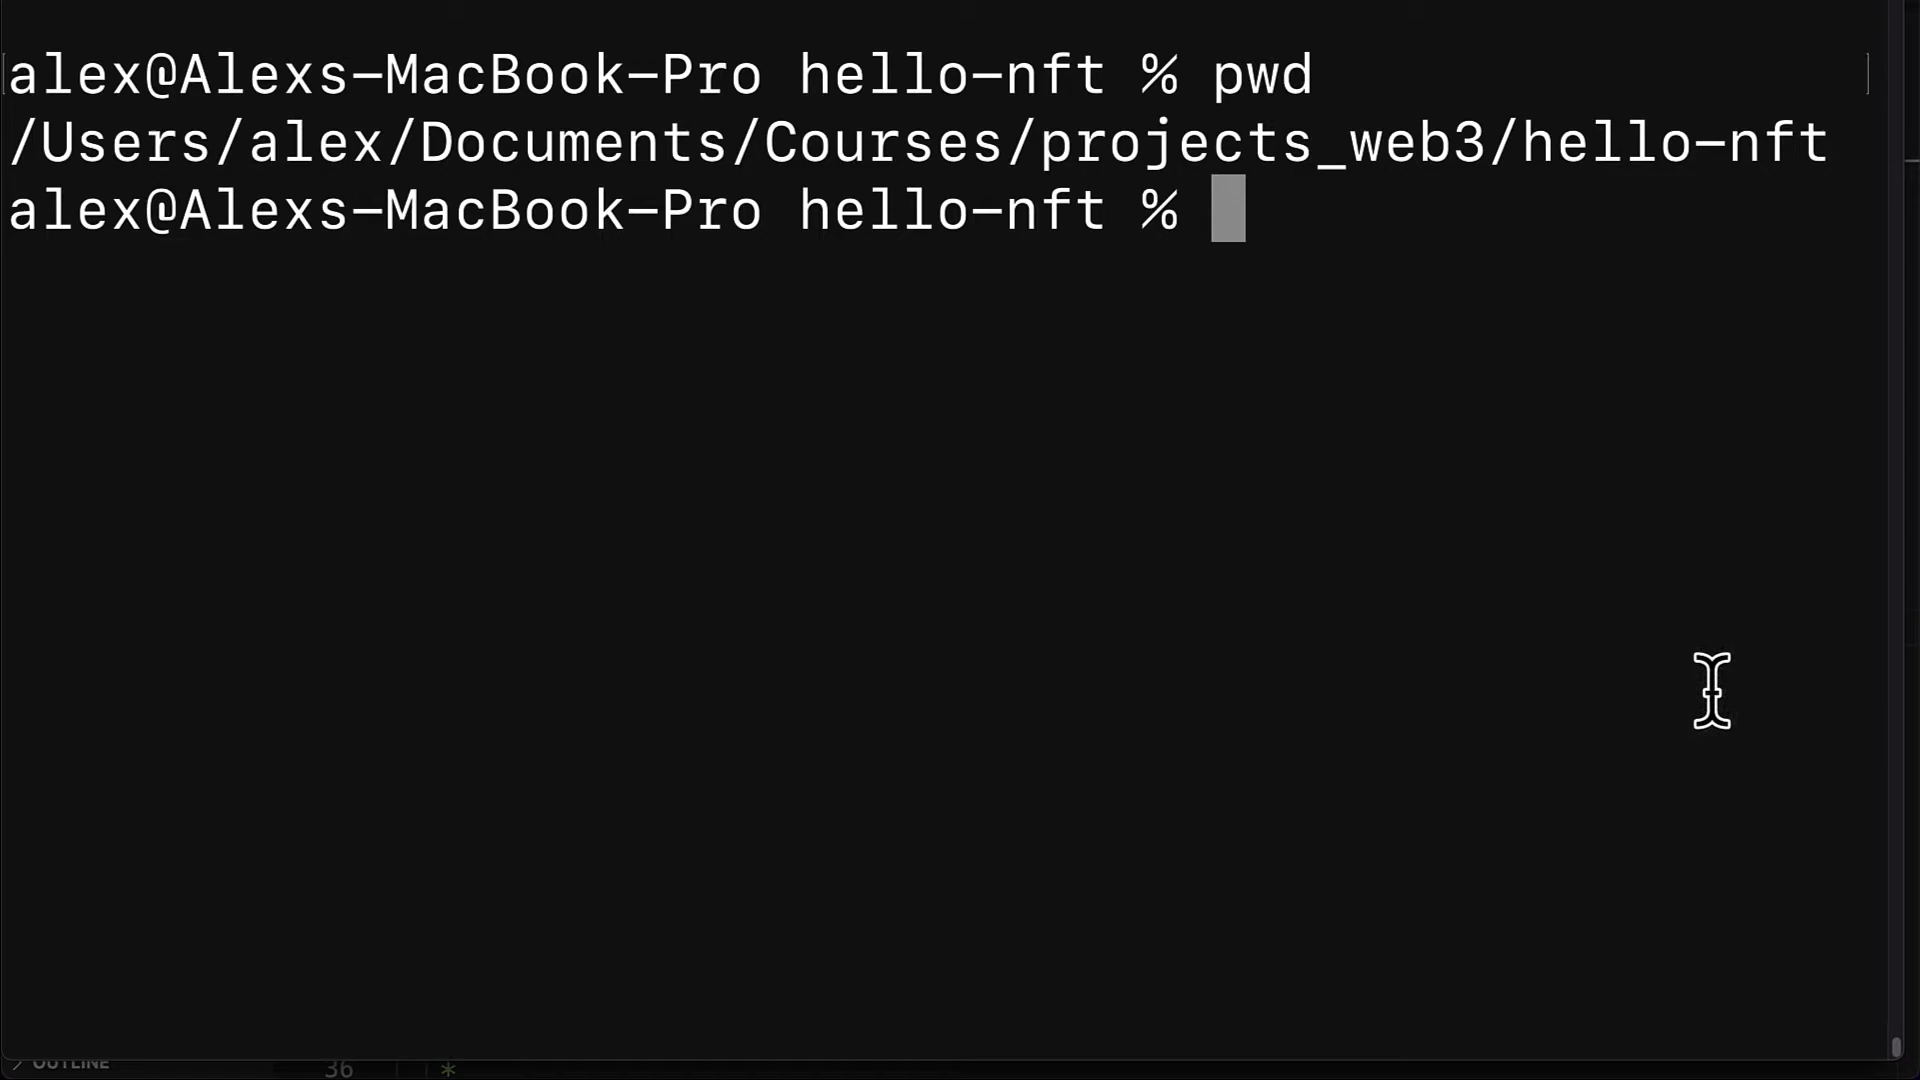 alex@Alexs-MacBook-Pro hello-nft % pwd
/Users/alex/Documents/Courses/projects_web3/hello-nft
alex@Alexs-MacBook-Pro hello-nft %
> OUTLINE 36 *